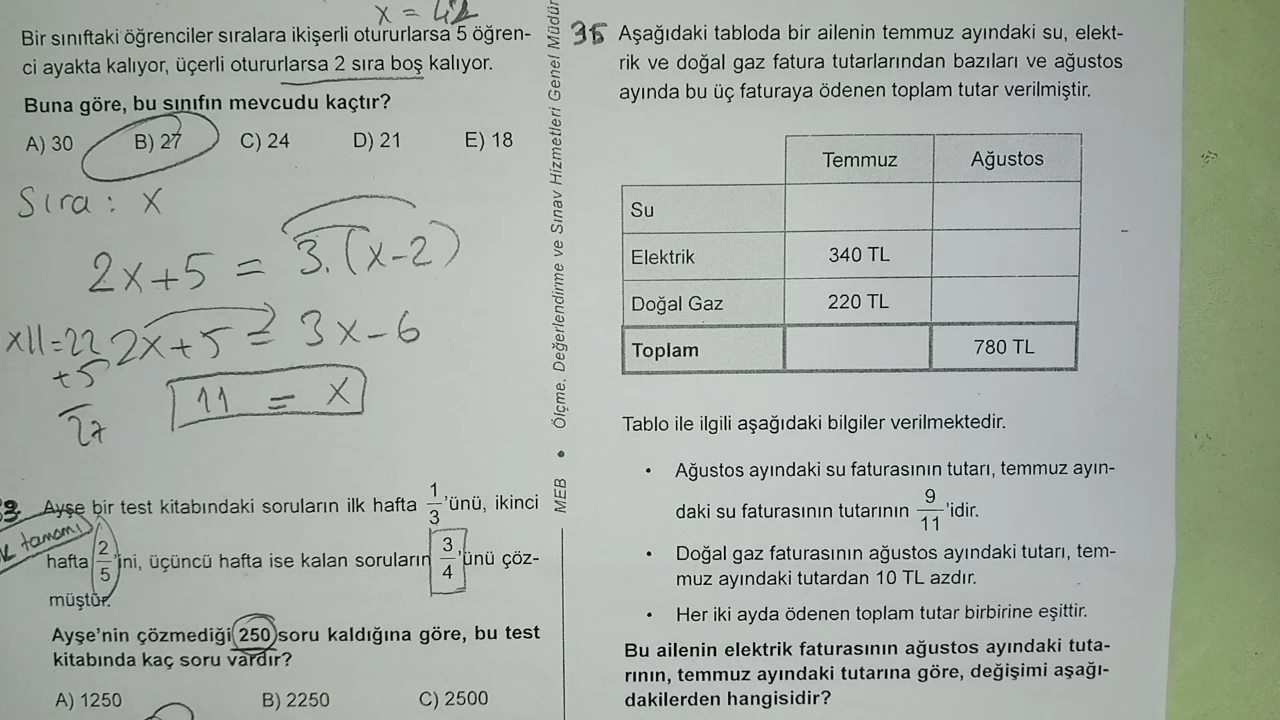 x = 42
Bir sınıftaki öğrenciler sıralara ikişerli otururlarsa 5 öğren-
ci ayakta kalıyor, üçerli otururlarsa 2 sıra boş kalıyor.
Buna göre, bu sınıfın mevcudu kaçtır?
A) 30 B) 27 C) 24 D) 21 E) 18
Sıra : x
2x+5 = 3.(x-2)
x11=22 2x+5 = 3x-6
+5
27
11 = x
Ayşe bir test kitabındaki soruların ilk hafta 1/3'ünü, ikinci
tamamı
hafta 2/5'ini, üçüncü hafta ise kalan soruların 3/4'ünü çöz-
müştür.
Ayşe'nin çözmediği 250 soru kaldığına göre, bu test
kitabında kaç soru vardır?
A) 1250 B) 2250 C) 2500
MEB • Ölçme, Değerlendirme ve Sınav Hizmetleri Genel Müdür
35 Aşağıdaki tabloda bir ailenin temmuz ayındaki su, elekt-
rik ve doğal gaz fatura tutarlarından bazıları ve ağustos
ayında bu üç faturaya ödenen toplam tutar verilmiştir.
Temmuz Ağustos
Su
Elektrik 340 TL
Doğal Gaz 220 TL
Toplam 780 TL
Tablo ile ilgili aşağıdaki bilgiler verilmektedir.
• Ağustos ayındaki su faturasının tutarı, temmuz ayın-
daki su faturasının tutarının 9/11'idir.
• Doğal gaz faturasının ağustos ayındaki tutarı, tem-
muz ayındaki tutardan 10 TL azdır.
• Her iki ayda ödenen toplam tutar birbirine eşittir.
Bu ailenin elektrik faturasının ağustos ayındaki tuta-
rının, temmuz ayındaki tutarına göre, değişimi aşağı-
dakilerden hangisidir?